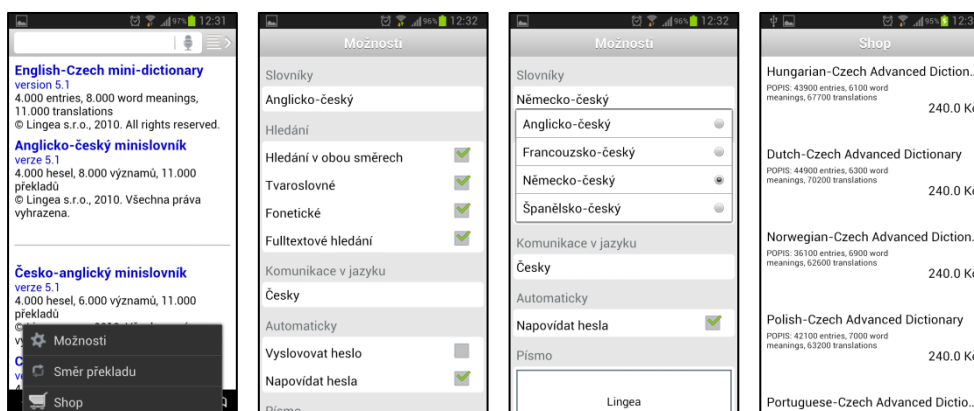 97% 12:31
English-Czech mini-dictionary
version 5.1
4.000 entries, 8.000 word meanings,
11.000 translations
© Lingea s.r.o., 2010. All rights reserved.
Anglicko-český minislovník
verze 5.1
4.000 hesel, 8.000 významů, 11.000
překladů
© Lingea s.r.o., 2010. Všechna práva
vyhrazena.
Česko-anglický minislovník
verze 5.1
4.000 hesel, 6.000 významů, 11.000
překladů
Možnosti
Směr překladu
Shop
96% 12:32
Možnosti
Slovníky
Anglicko-český
Hledání
Hledání v obou směrech
Tvaroslovné
Fonetické
Fulltextové hledání
Komunikace v jazyku
Česky
Automaticky
Vyslovovat heslo
Napovídat hesla
Písmo
96% 12:32
Možnosti
Slovníky
Německo-český
Anglicko-český
Francouzsko-český
Německo-český
Španělsko-český
Komunikace v jazyku
Česky
Automaticky
Napovídat hesla
Písmo
Lingea
95% 12:3
Shop
Hungarian-Czech Advanced Diction..
POPIS: 43900 entries, 6100 word
meanings, 67700 translations
240.0 Kč
Dutch-Czech Advanced Dictionary
POPIS: 44900 entries, 6300 word
meanings, 70200 translations
240.0 Kč
Norwegian-Czech Advanced Diction.
POPIS: 36100 entries, 6900 word
meanings, 62600 translations
240.0 Kč
Polish-Czech Advanced Dictionary
POPIS: 42100 entries, 7000 word
meanings, 63200 translations
240.0 Kč
Portuguese-Czech Advanced Dictio..